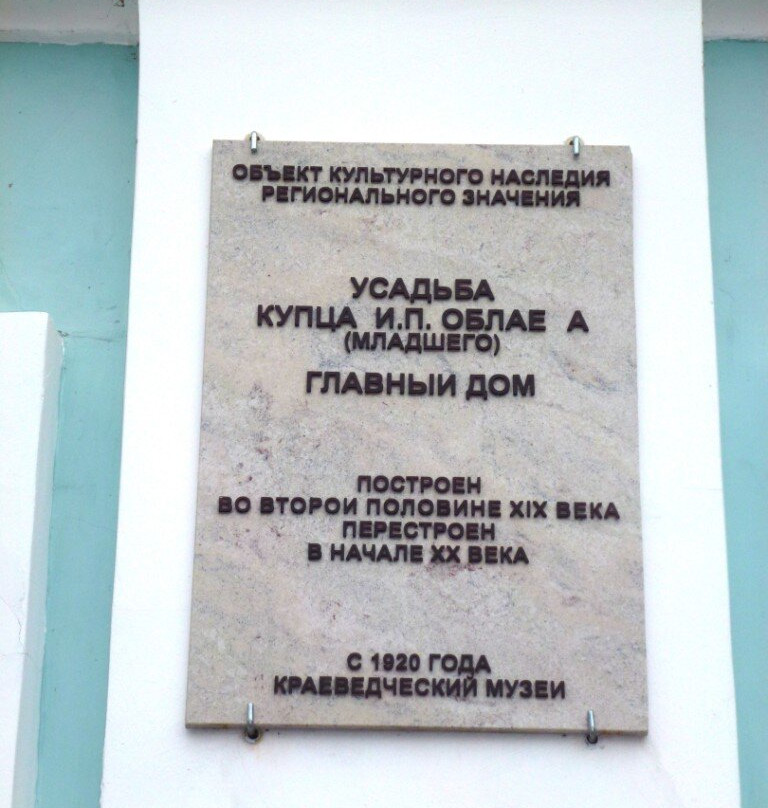 ОБЪЕКТ КУЛЬТУРНОГО НАСЛЕДИЯ
РЕГИОНАЛЬНОГО ЗНАЧЕНИЯ
УСАДЬБА
КУПЦА И.П. ОБЛАЕ А
(МЛАДШЕГО)
ГЛАВНЫИ ДОМ
ПОСТРОЕН
ВО ВТОРОИ ПОЛОВИНЕ XIX ВЕКА
ПЕРЕСТРОЕН
В НАЧАЛЕ XX ВЕКА
С 1920 ГОДА
КРАЕВЕДЧЕСКИЙ МУЗЕИ